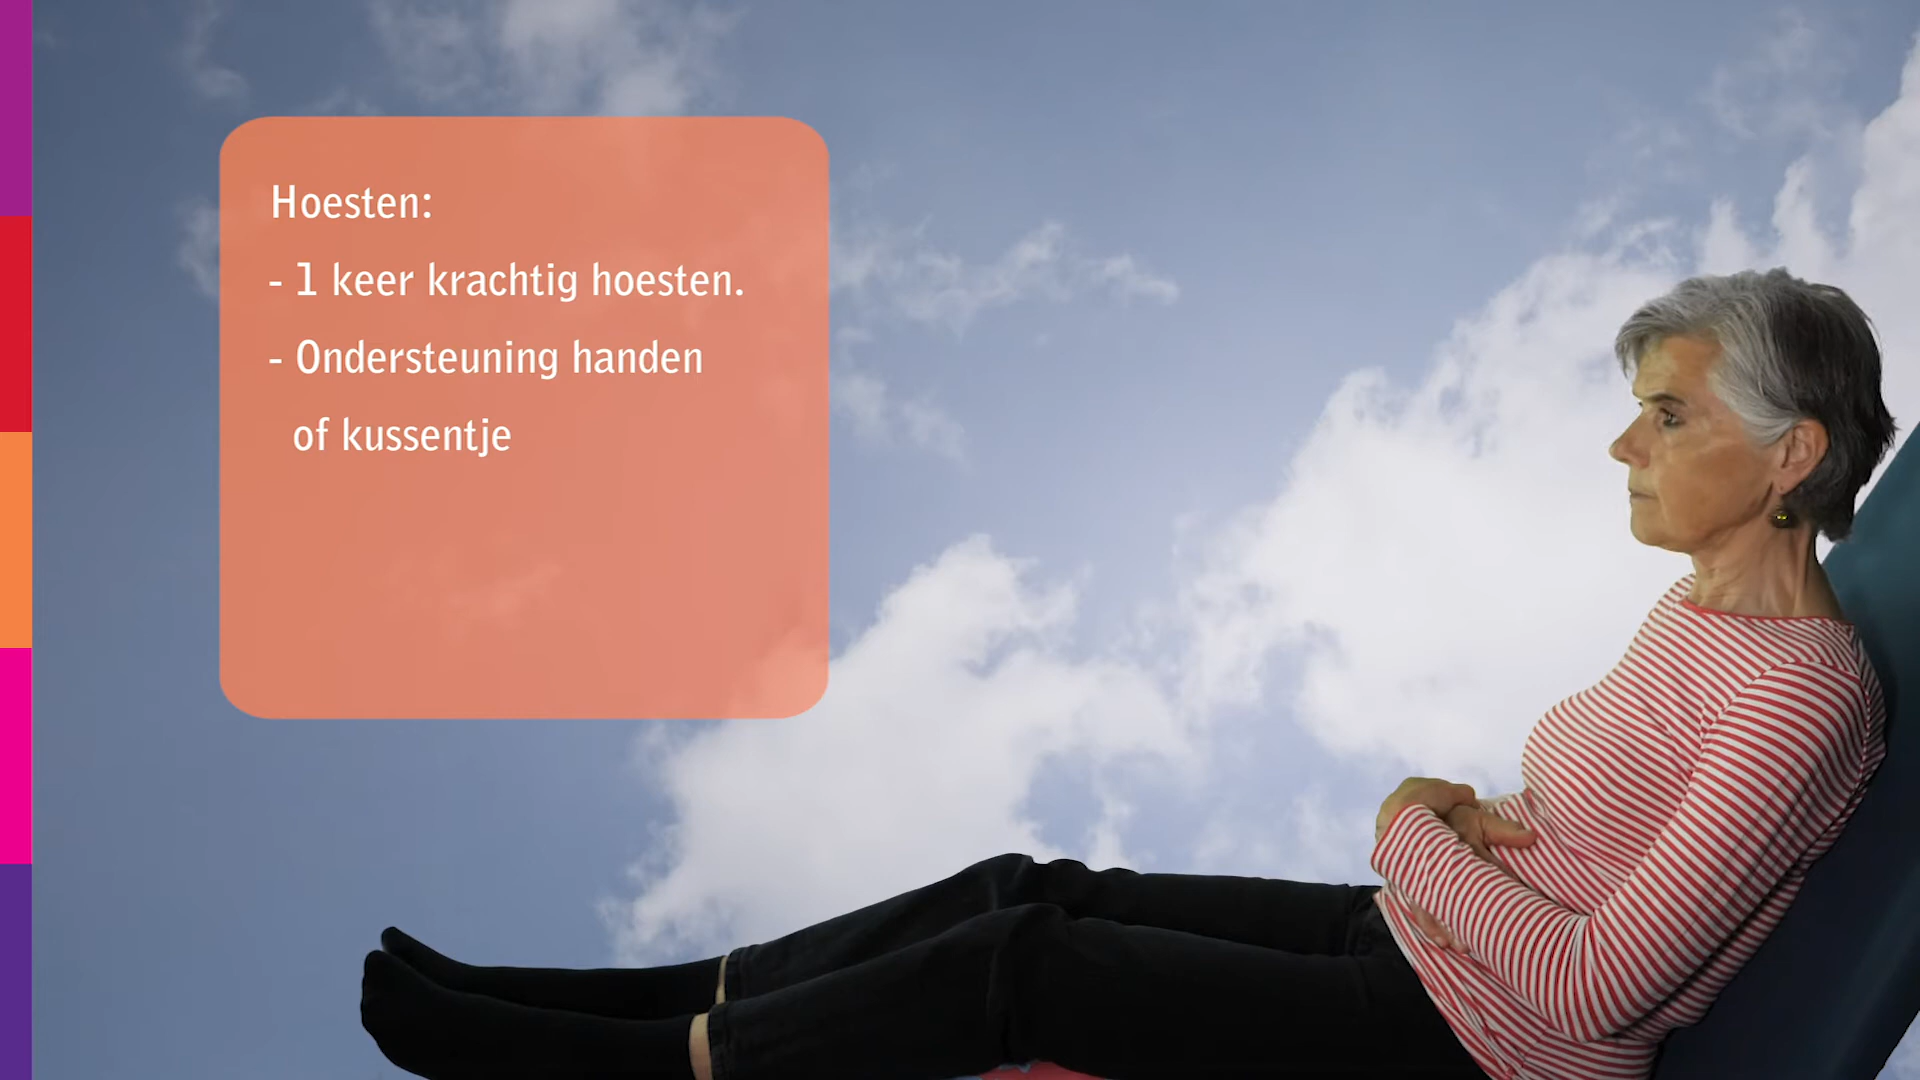 Hoesten:
- 1 keer krachtig hoesten.
- Ondersteuning handen
of kussentje